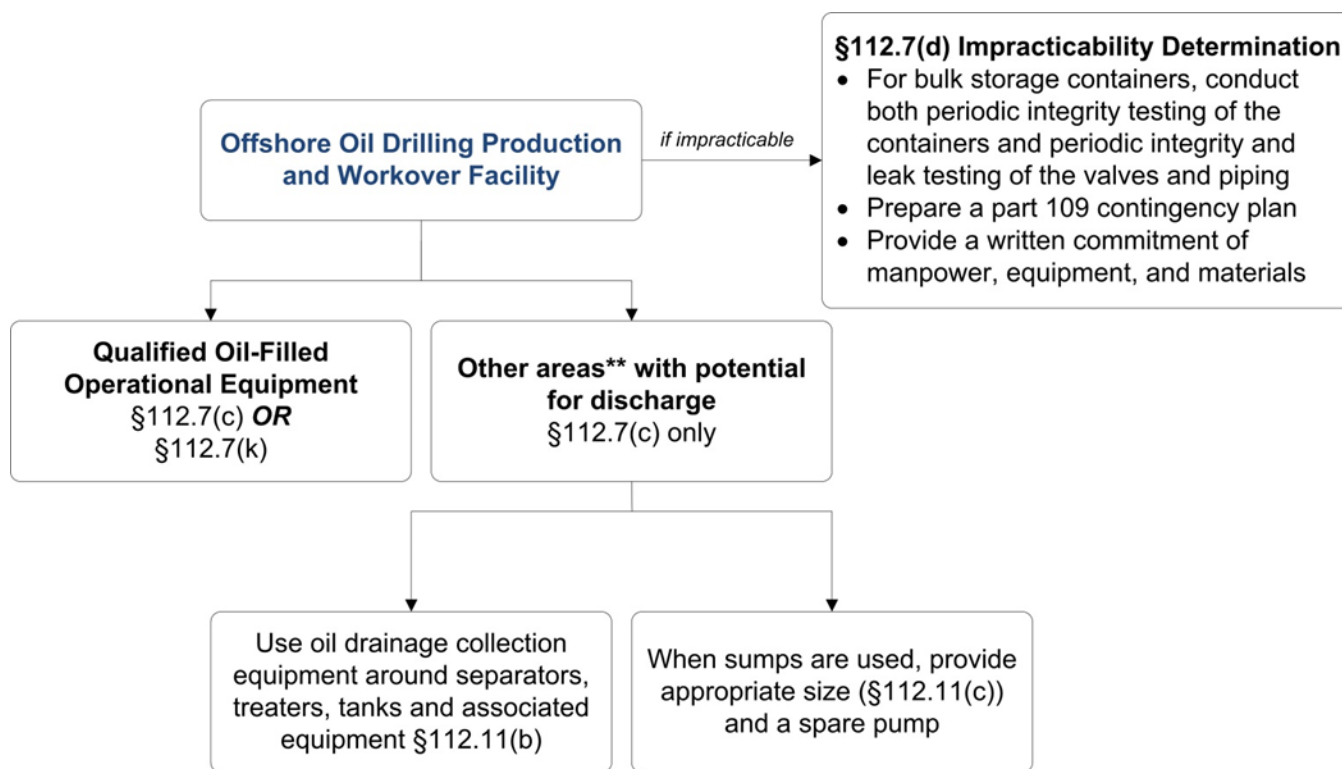 §112.7(d) Impracticability Determination
• For bulk storage containers, conduct
both periodic integrity testing of the
containers and periodic integrity and
leak testing of the valves and piping
• Prepare a part 109 contingency plan
• Provide a written commitment of
manpower, equipment, and materials
Offshore Oil Drilling Production
and Workover Facility
if impracticable
Qualified Oil-Filled
Operational Equipment
§112.7(c) OR
§112.7(k)
Other areas** with potential
for discharge
§112.7(c) only
Use oil drainage collection
equipment around separators,
treaters, tanks and associated
equipment §112.11(b)
When sumps are used, provide
appropriate size (§112.11(c))
and a spare pump